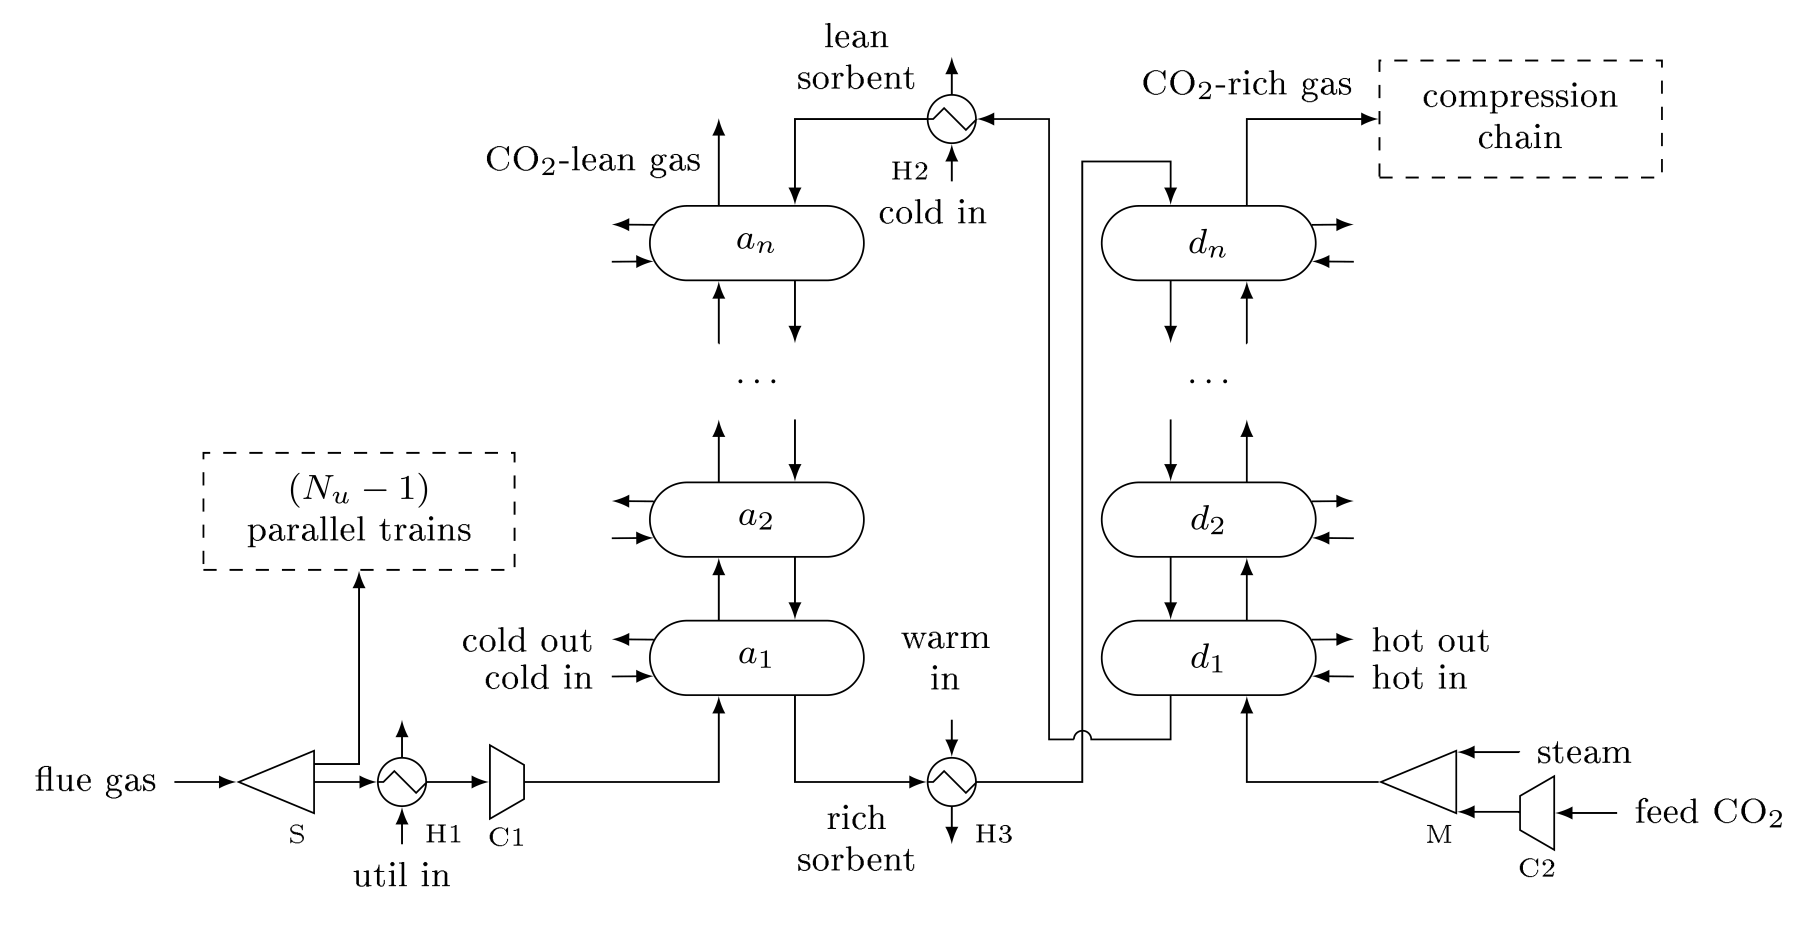 lean
sorbent
CO₂-rich gas
compression
chain
CO₂-lean gas
H2
cold in
aₙ
dₙ
...
...
(Nᵤ − 1)
parallel trains
a₂
d₂
cold out
cold in
a₁
warm
in
d₁
hot out
hot in
flue gas
S
H1
util in
C1
rich
sorbent
H3
steam
M
feed CO₂
C2